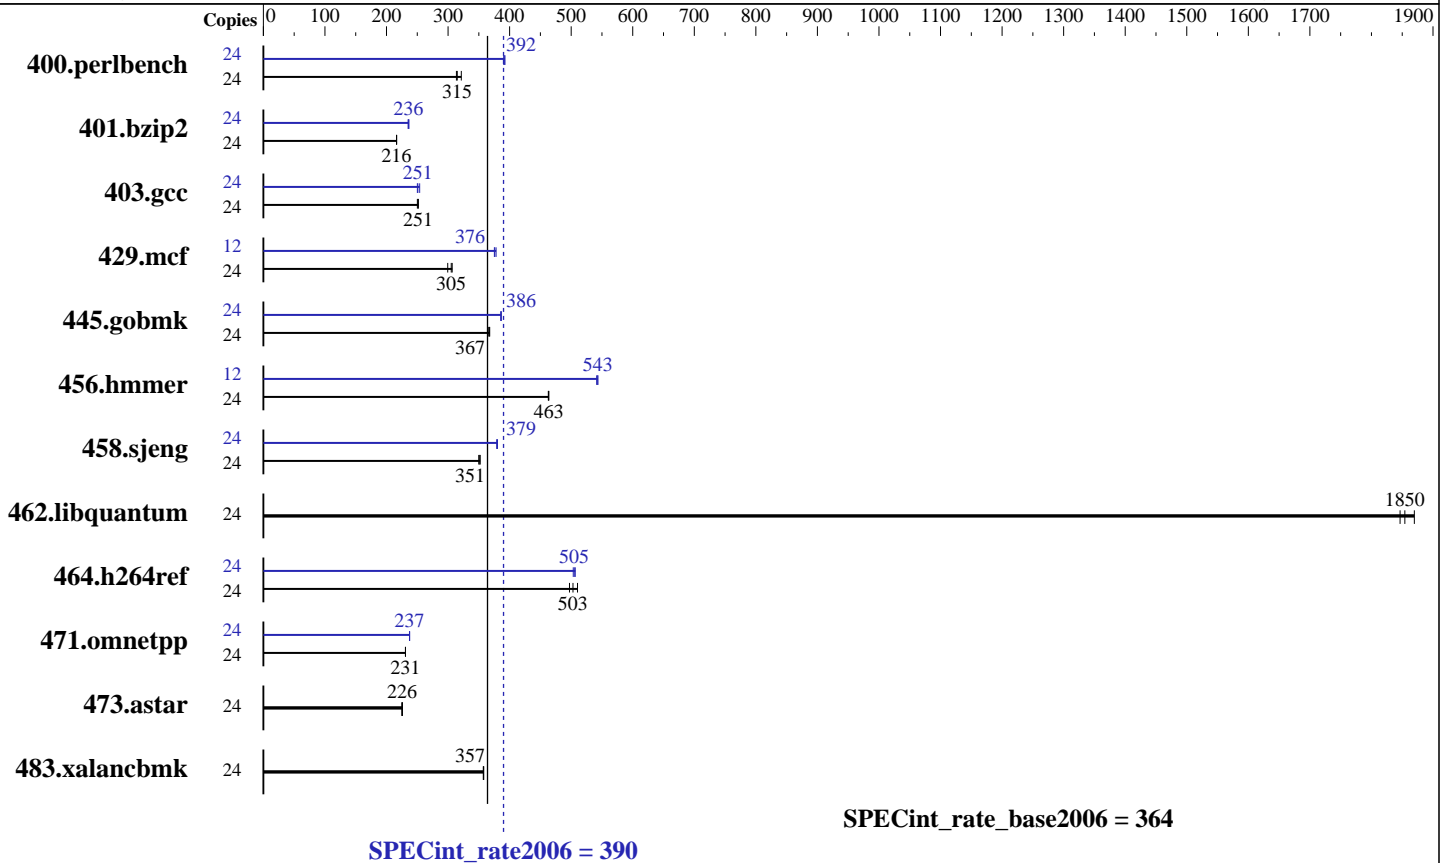 Copies 0 100 200 300 400 500 600 700 800 900 1000 1100 1200 1300 1400 1500 1600 1700 1900
400.perlbench 24 392
24 315
401.bzip2 24 236
24 216
403.gcc 24 251
24 251
429.mcf 12 376
24 305
445.gobmk 24 386
24 367
456.hmmer 12 543
24 463
458.sjeng 24 379
24 351
462.libquantum 24 1850
464.h264ref 24 505
24 503
471.omnetpp 24 237
24 231
473.astar 24 226
483.xalancbmk 24 357
SPECint_rate_base2006 = 364
SPECint_rate2006 = 390